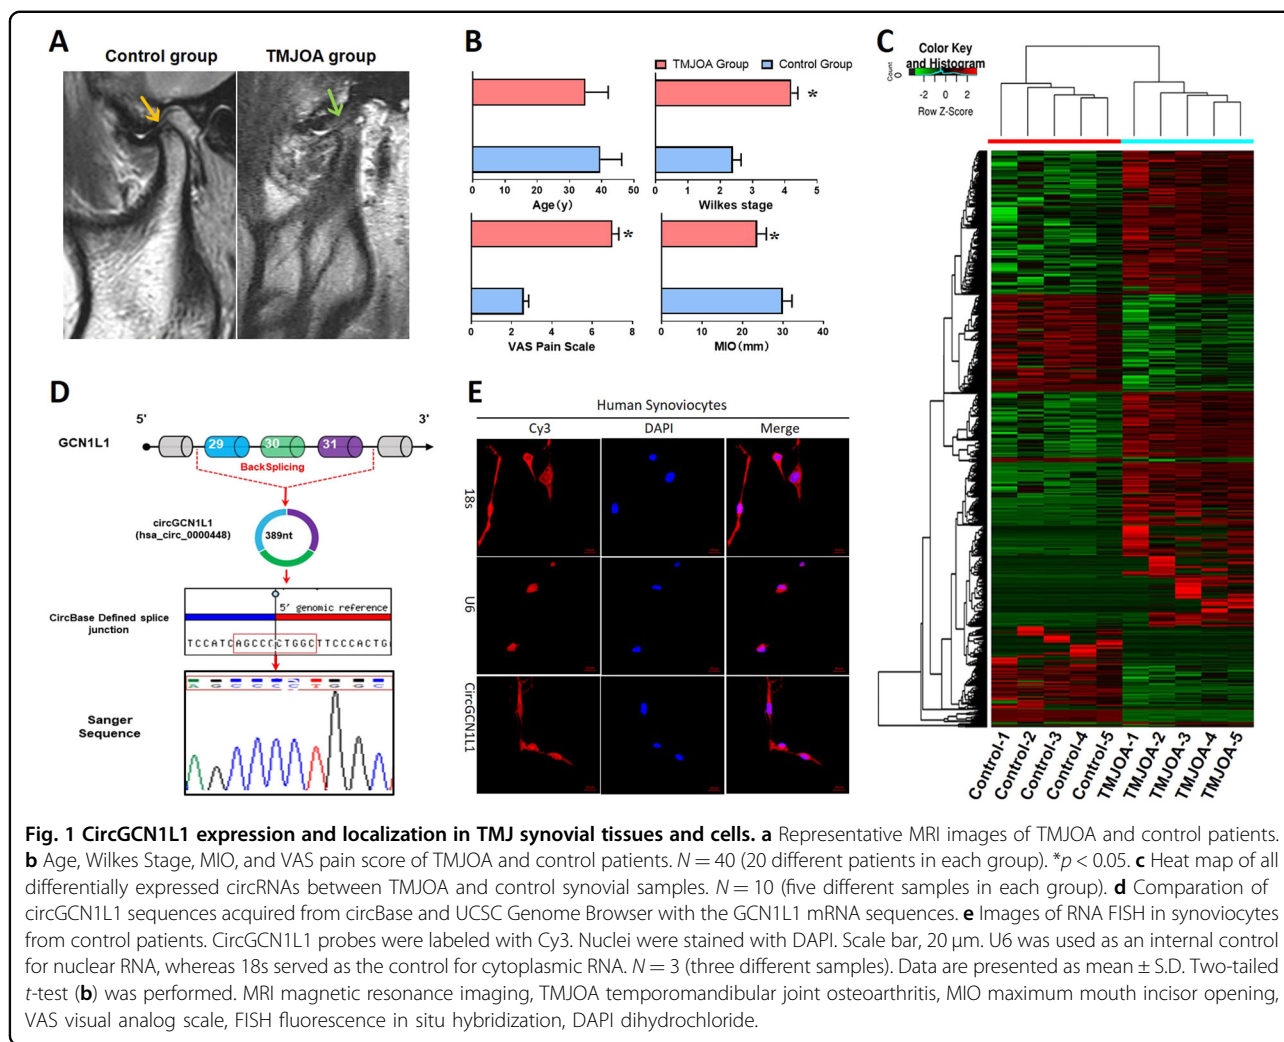 A
Control group
TMJOA group
B
TMJOA Group
Control Group
*
0 10 20 30 40 50
Age(y)
0 1 2 3 4 5
Wilkes stage
*
0 2 4 6 8
VAS Pain Scale
*
0 10 20 30 40
MIO(mm)
C
Color Key
and Histogram
Count
0
-2 0 2
Row Z-Score
Control-1
Control-2
Control-3
Control-4
Control-5
TMJOA-1
TMJOA-2
TMJOA-3
TMJOA-4
TMJOA-5
D
5'
3'
GCN1L1
29
30
31
BackSplicing
circGCN1L1
(hsa_circ_0000448)
389nt
5' genomic reference
CircBase Defined splice
junction
Sanger
Sequence
E
Human Synoviocytes
Cy3
DAPI
Merge
18s
U6
CircGCN1L1
Fig. 1 CircGCN1L1 expression and localization in TMJ synovial tissues and cells. a Representative MRI images of TMJOA and control patients.
b Age, Wilkes Stage, MIO, and VAS pain score of TMJOA and control patients. N = 40 (20 different patients in each group). *p < 0.05. c Heat map of all
differentially expressed circRNAs between TMJOA and control synovial samples. N = 10 (five different samples in each group). d Comparation of
circGCN1L1 sequences acquired from circBase and UCSC Genome Browser with the GCN1L1 mRNA sequences. e Images of RNA FISH in synoviocytes
from control patients. CircGCN1L1 probes were labeled with Cy3. Nuclei were stained with DAPI. Scale bar, 20 μm. U6 was used as an internal control
for nuclear RNA, whereas 18s served as the control for cytoplasmic RNA. N = 3 (three different samples). Data are presented as mean ± S.D. Two-tailed
t-test (b) was performed. MRI magnetic resonance imaging, TMJOA temporomandibular joint osteoarthritis, MIO maximum mouth incisor opening,
VAS visual analog scale, FISH fluorescence in situ hybridization, DAPI dihydrochloride.